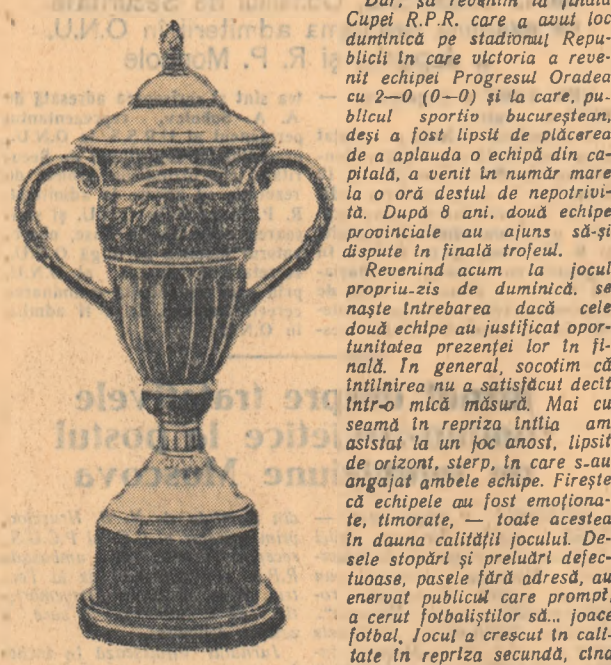 Dar, să revenim la finala
Cupei R.P.R. care a avut loc
duminică pe stadionul Repu-
blicii în care victoria a reve-
nit echipei Progresul Oradea
cu 2—0 (0—0) și la care, pu-
blicul sportiv bucureștean,
deși a fost lipsit de plăcerea
de a aplauda o echipă din ca-
pitală, a venit în număr mare
la o oră destul de nepotrivi-
tă. După 8 ani, două echipe
provinciale au ajuns să-și
dispute în finală trofeul.
Revenind acum la jocul
propriu-zis de duminică, se
naște întrebarea dacă cele
două echipe au justificat opor-
tunitatea prezenței lor în fi-
nală. In general, socotim că
întîlnirea nu a satisfăcut decît
într-o mică măsură. Mai cu
seamă în repriza întîia am
asistat la un joc anost, lipsit
de orizont, sterp, în care s-au
angajat ambele echipe. Firește
că echipele au fost emoționa-
te, timorate, — toate acestea
în dauna calității jocului. De-
sele stopări și preluări defec-
tuoase, pasele fără adresă, au
enervat publicul care prompt,
a cerut fotbaliștilor să... joace
fotbal. Jocul a crescut în cali-
tate în repriza secundă, cînd